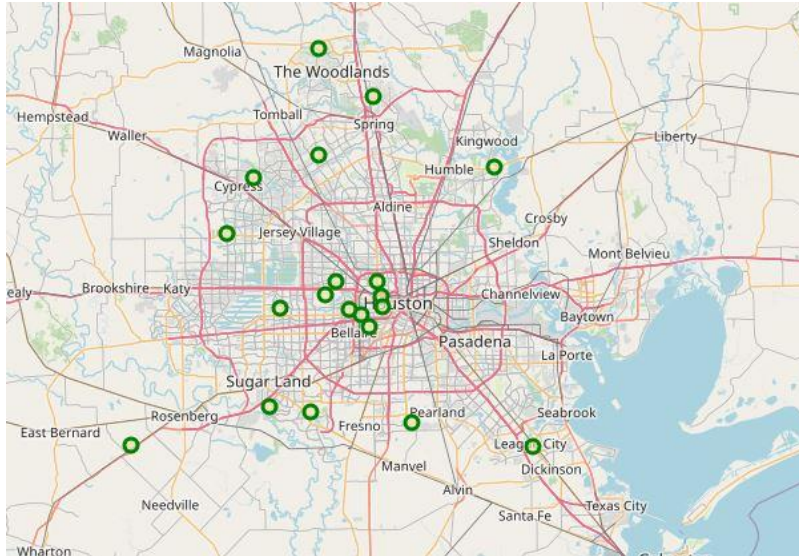 Magnolia
The Woodlands
Hempstead
Tomball
Spring
Waller
Kingwood
Liberty
Humble
Cypress
Aldine
Crosby
Jersey Village
Sheldon
Mont Belvieu
Brookshire
Katy
ealy
Houston
Channelview
Baytown
Bellaire
Pasadena
La Porte
Sugar Land
Rosenberg
Pearland
Seabrook
East Bernard
Fresno
League City
Manvel
Dickinson
Alvin
Needville
Santa Fe
Texas City
Wharton